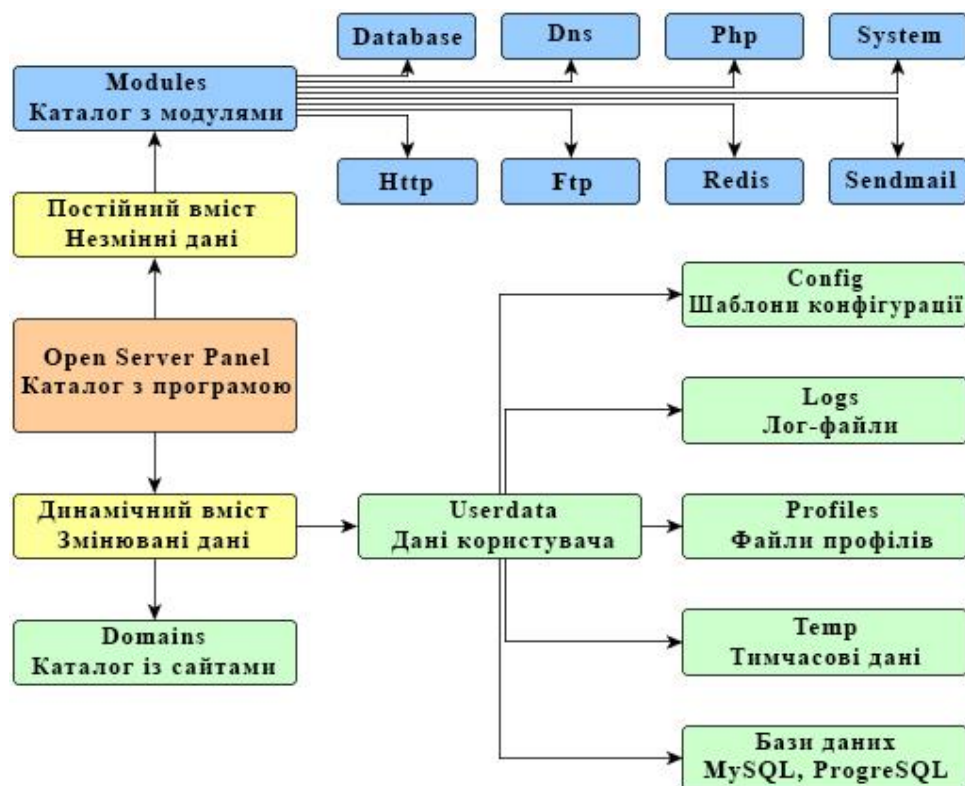 Database
Dns
Php
System
Modules
Каталог з модулями
Http
Ftp
Redis
Sendmail
Постійний вміст
Незмінні дані
Config
Шаблони конфігурації
Open Server Panel
Каталог з програмою
Logs
Лог-файли
Динамічний вміст
Змінювані дані
Userdata
Дані користувача
Profiles
Файли профілів
Domains
Каталог із сайтами
Temp
Тимчасові дані
Бази даних
MySQL, ProgreSQL